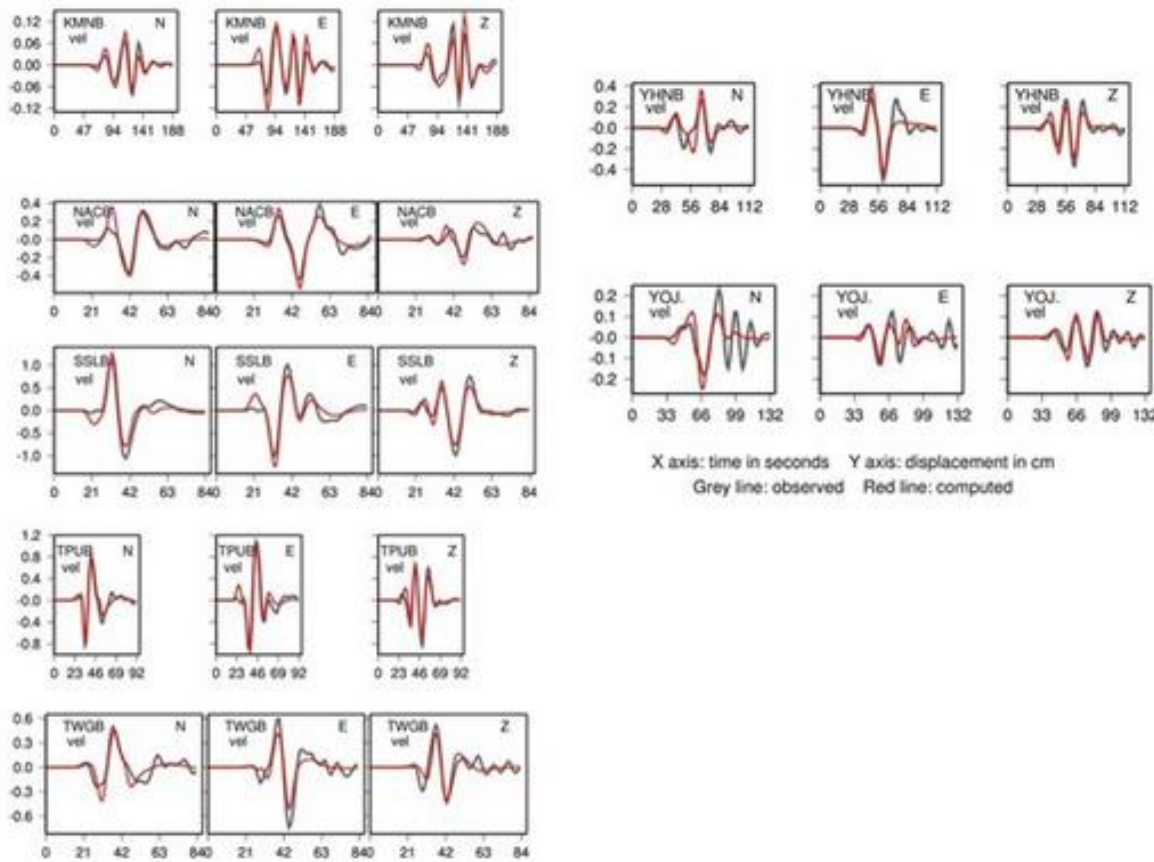 0.12
0.06
0.00
-0.06
-0.12
KMNB N
vel
KMNB E
vel
KMNB Z
vel
0 47 94 141 188
0 47 94 141 188
0 47 94 141 188
0.4
0.2
-0.0
-0.2
-0.4
NACB N
vel
NACB E
vel
NACB Z
vel
0 21 42 63 84
0 21 42 63 84
0 21 42 63 84
1.0
0.5
0.0
-0.5
-1.0
SSLB N
vel
SSLB E
vel
SSLB Z
vel
0 21 42 63 84
0 21 42 63 84
0 21 42 63 84
1.2
0.8
0.4
-0.0
-0.4
-0.8
TPUB N
vel
TPUB E
vel
TPUB Z
vel
0 23 46 69 92
0 23 46 69 92
0 23 46 69 92
0.6
0.3
0.0
-0.3
-0.6
TWGB N
vel
TWGB E
vel
TWGB Z
vel
0 21 42 63 84
0 21 42 63 84
0 21 42 63 84
0.4
0.2
-0.0
-0.4
YHNB N
vel
YHNB E
vel
YHNB Z
vel
0 28 56 84 112
0 28 56 84 112
0 28 56 84 112
0.2
0.1
-0.0
-0.1
-0.2
YOJ. N
vel
YOJ. E
vel
YOJ. Z
vel
0 33 66 99 132
0 33 66 99 132
0 33 66 99 132
X axis: time in seconds Y axis: displacement in cm
Grey line: observed Red line: computed